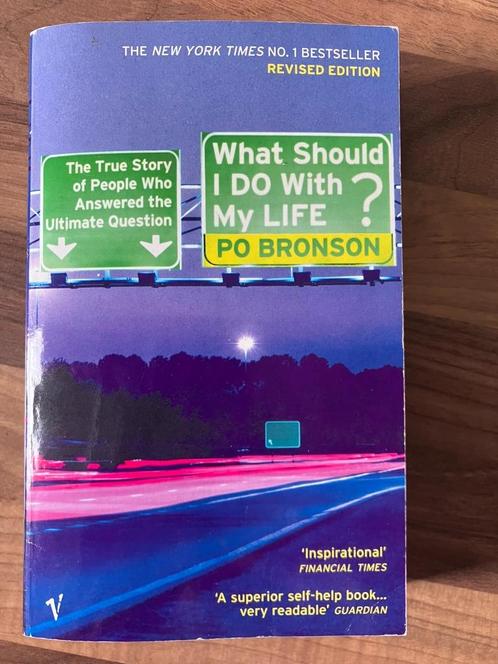 THE NEW YORK TIMES NO. 1 BESTSELLER
REVISED EDITION
The True Story
of People Who
Answered the
Ultimate Question
What Should
I DO With
My LIFE ?
PO BRONSON
'Inspirational'
FINANCIAL TIMES
'A superior self-help book...
very readable' GUARDIAN
V